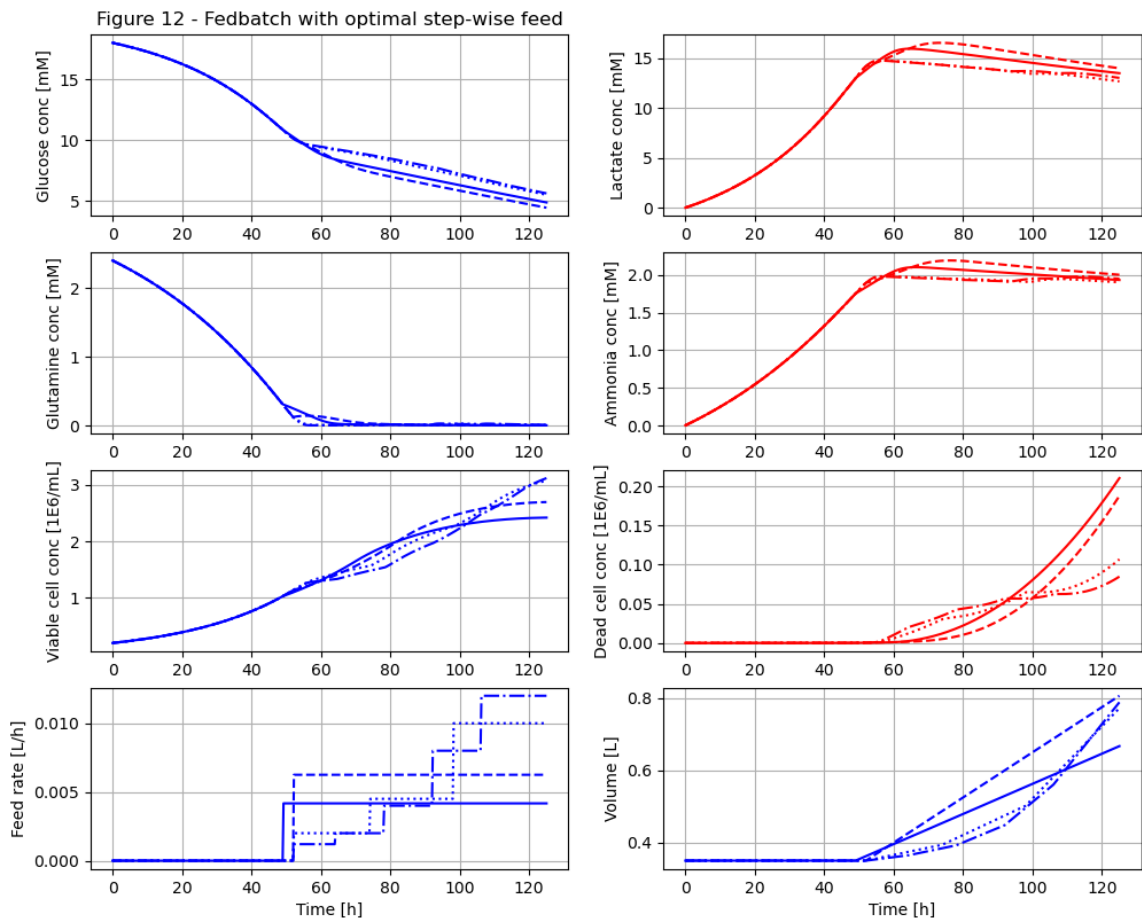 Figure 12 - Fedbatch with optimal step-wise feed
Glucose conc [mM]
15
10
5
0 20 40 60 80 100 120
Lactate conc [mM]
15
10
5
0
0 20 40 60 80 100 120
Glutamine conc [mM]
2
1
0
0 20 40 60 80 100 120
Ammonia conc [mM]
2.0
1.5
1.0
0.5
0.0
0 20 40 60 80 100 120
Viable cell conc [1E6/mL]
3
2
1
0 20 40 60 80 100 120
Dead cell conc [1E6/mL]
0.20
0.15
0.10
0.05
0.00
0 20 40 60 80 100 120
Feed rate [L/h]
0.010
0.005
0.000
0 20 40 60 80 100 120
Time [h]
Volume [L]
0.8
0.6
0.4
0 20 40 60 80 100 120
Time [h]